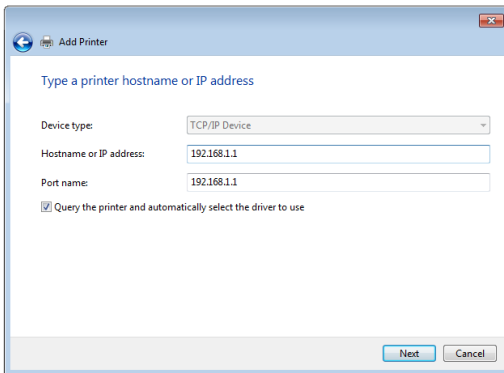 Add Printer
Type a printer hostname or IP address
Device type: TCP/IP Device
Hostname or IP address: 192.168.1.1
Port name: 192.168.1.1
Query the printer and automatically select the driver to use
Next Cancel